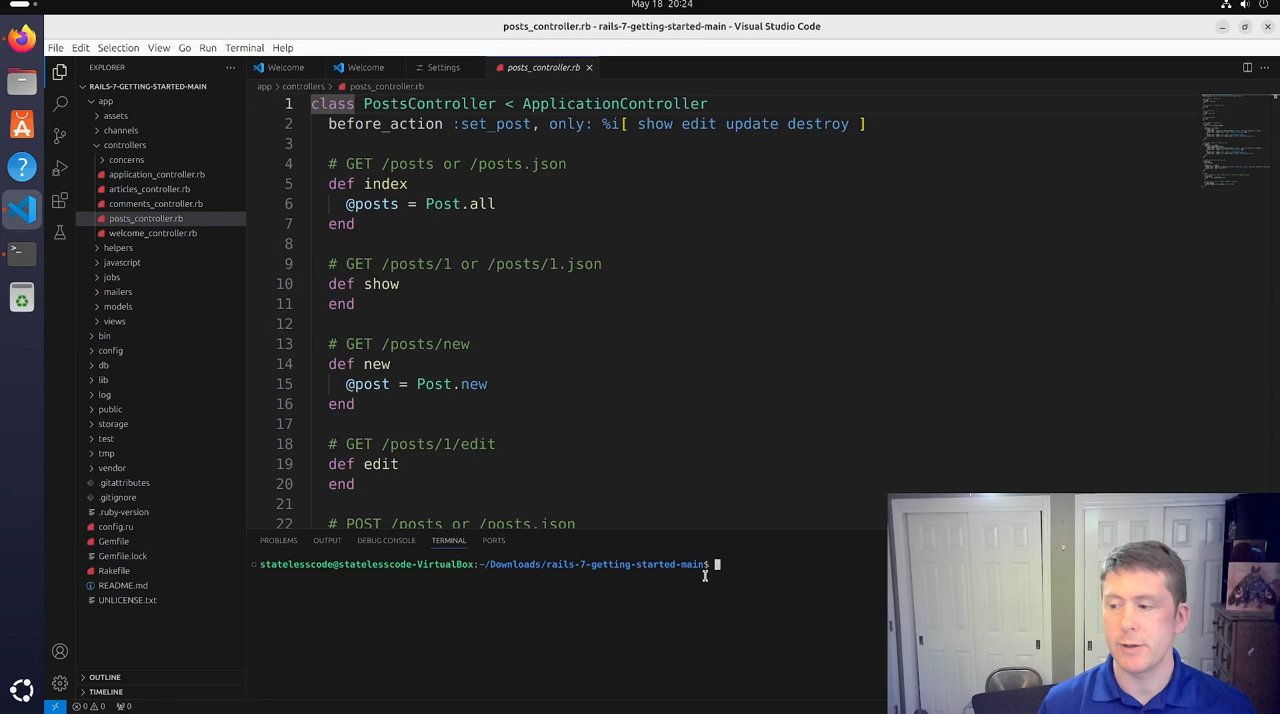 May 18 20:24
posts_controller.rb - rails-7-getting-started-main - Visual Studio Code
File Edit Selection View Go Run Terminal Help
EXPLORER
Welcome
Welcome
Settings
posts_controller.rb
app > controllers > posts_controller.rb
RAILS-7-GETTING-STARTED-MAIN
app
assets
channels
controllers
concerns
application_controller.rb
articles_controller.rb
comments_controller.rb
posts_controller.rb
welcome_controller.rb
helpers
javascript
jobs
mailers
models
views
bin
config
db
lib
log
public
storage
test
tmp
vendor
.gitattributes
.gitignore
.ruby-version
config.ru
Gemfile
Gemfile.lock
Rakefile
README.md
UNLICENSE.txt
OUTLINE
TIMELINE
1 class PostsController < ApplicationController
2 before_action :set_post, only: %i[ show edit update destroy ]
3
4 # GET /posts or /posts.json
5 def index
6 @posts = Post.all
7 end
8
9 # GET /posts/1 or /posts/1.json
10 def show
11 end
12
13 # GET /posts/new
14 def new
15 @post = Post.new
16 end
17
18 # GET /posts/1/edit
19 def edit
20 end
21
22 # POST /posts or /posts.json
PROBLEMS OUTPUT DEBUG CONSOLE TERMINAL PORTS
statelesscode@statelesscode-VirtualBox:~/Downloads/rails-7-getting-started-main$
0 0 0